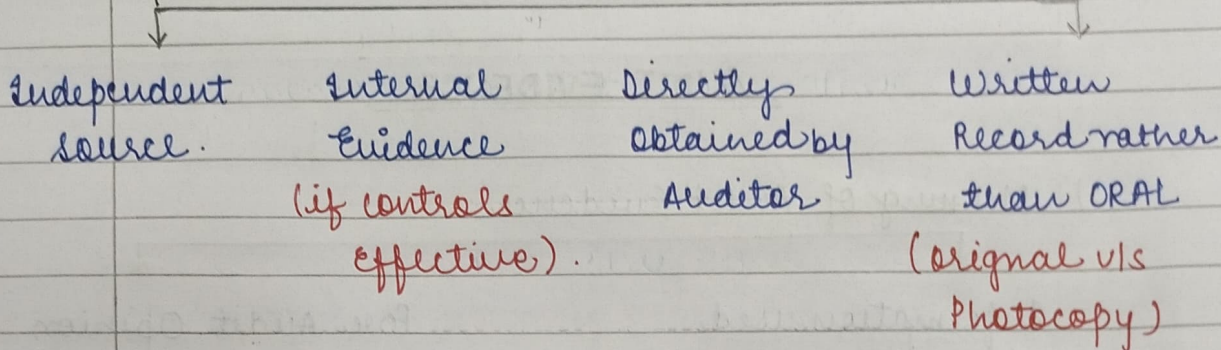 Independent Internal Directly Written
source. Evidence Obtained by Record rather
(if controls Auditor than ORAL
effective). (orignal v/s
Photocopy)